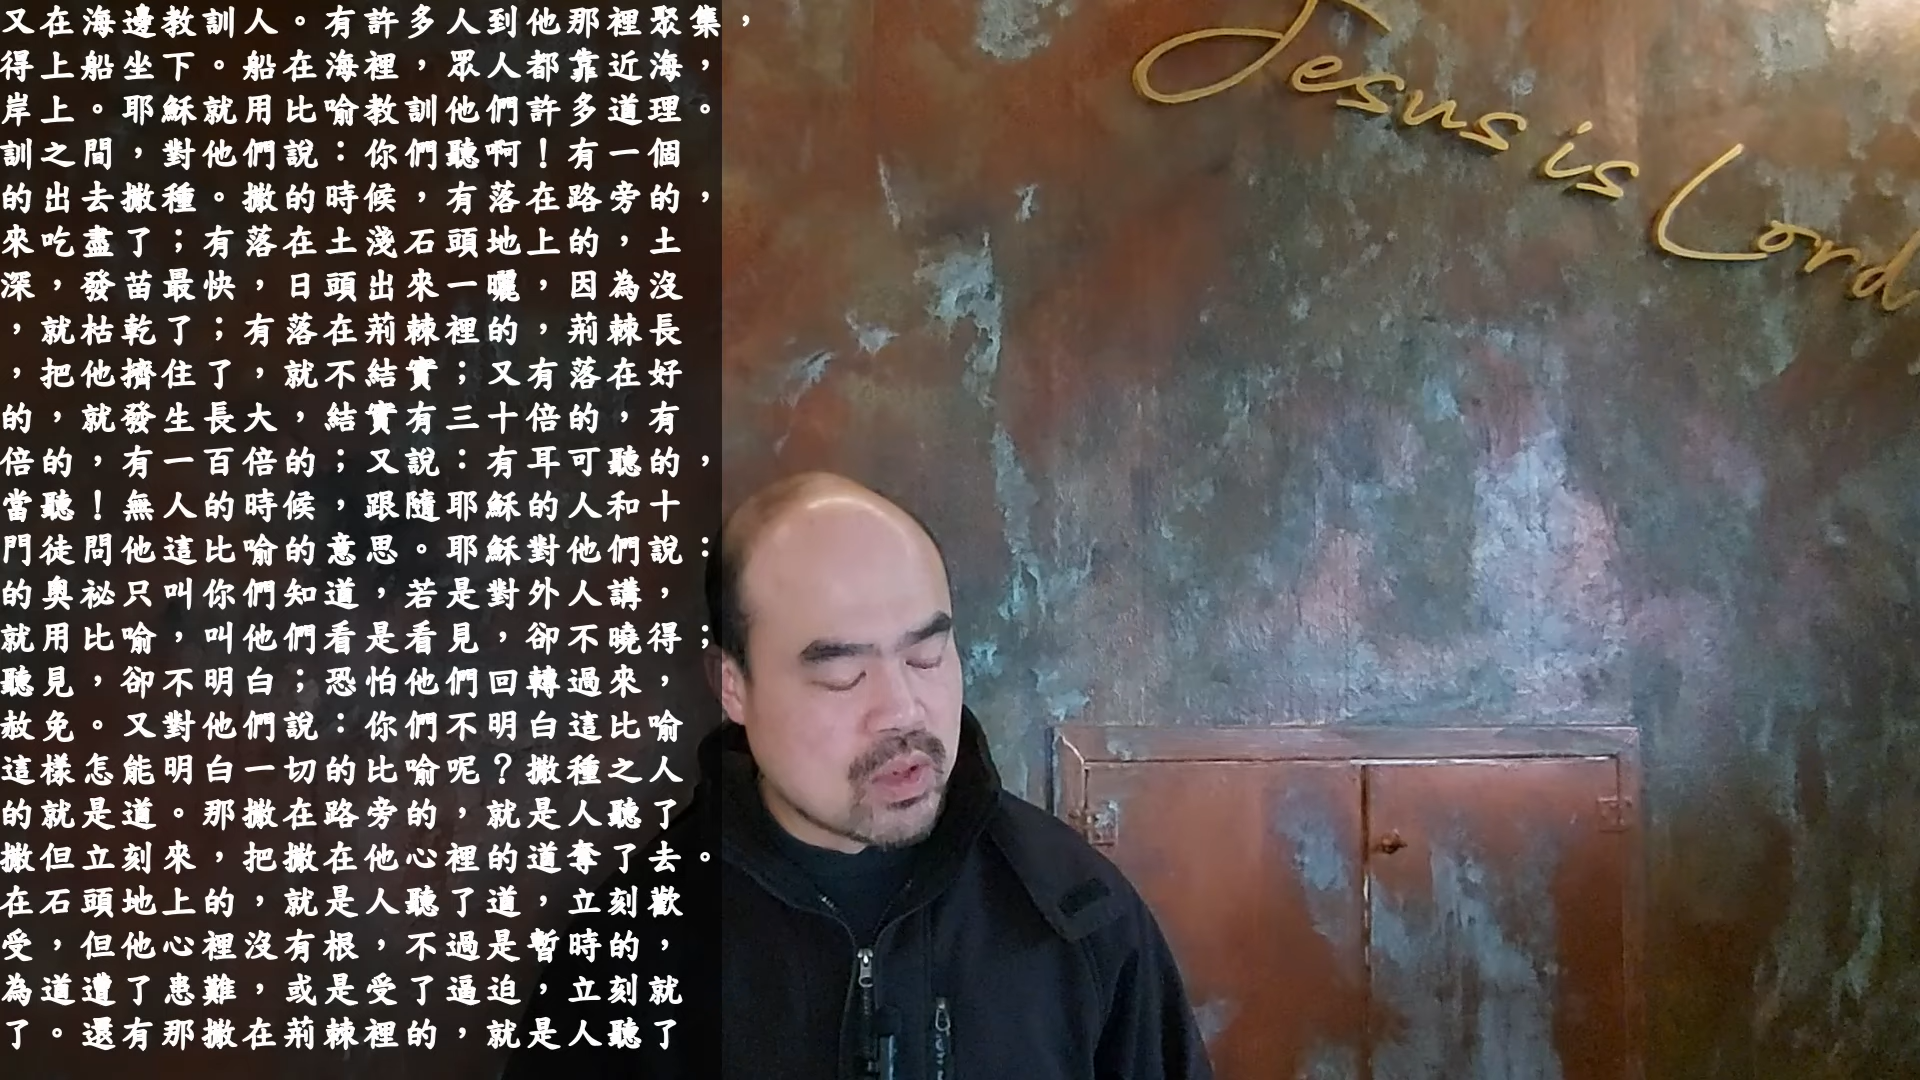 又在海邊教訓人。有許多人到他那裡聚集，
得上船坐下。船在海裡，眾人都靠近海，
岸上。耶穌就用比喻教訓他們許多道理。
訓之間，對他們說：你們聽啊！有一個
的出去撒種。撒的時候，有落在路旁的，
來吃盡了；有落在土淺石頭地上的，土
深，發苗最快，日頭出來一曬，因為沒
，就枯乾了；有落在荊棘裡的，荊棘長
，把他擠住了，就不結實；又有落在好
的，就發生長大，結實有三十倍的，有
倍的，有一百倍的；又說：有耳可聽的，
當聽！無人的時候，跟隨耶穌的人和十
門徒問他這比喻的意思。耶穌對他們說：
的奧祕只叫你們知道，若是對外人講，
就用比喻，叫他們看是看見，卻不曉得；
聽見，卻不明白；恐怕他們回轉過來，
赦免。又對他們說：你們不明白這比喻
這樣怎能明白一切的比喻呢？撒種之人
的就是道。那撒在路旁的，就是人聽了
撒但立刻來，把撒在他心裡的道奪了去。
在石頭地上的，就是人聽了道，立刻歡
受，但他心裡沒有根，不過是暫時的，
為道遭了患難，或是受了逼迫，立刻就
了。還有那撒在荊棘裡的，就是人聽了
Jesus is Lord